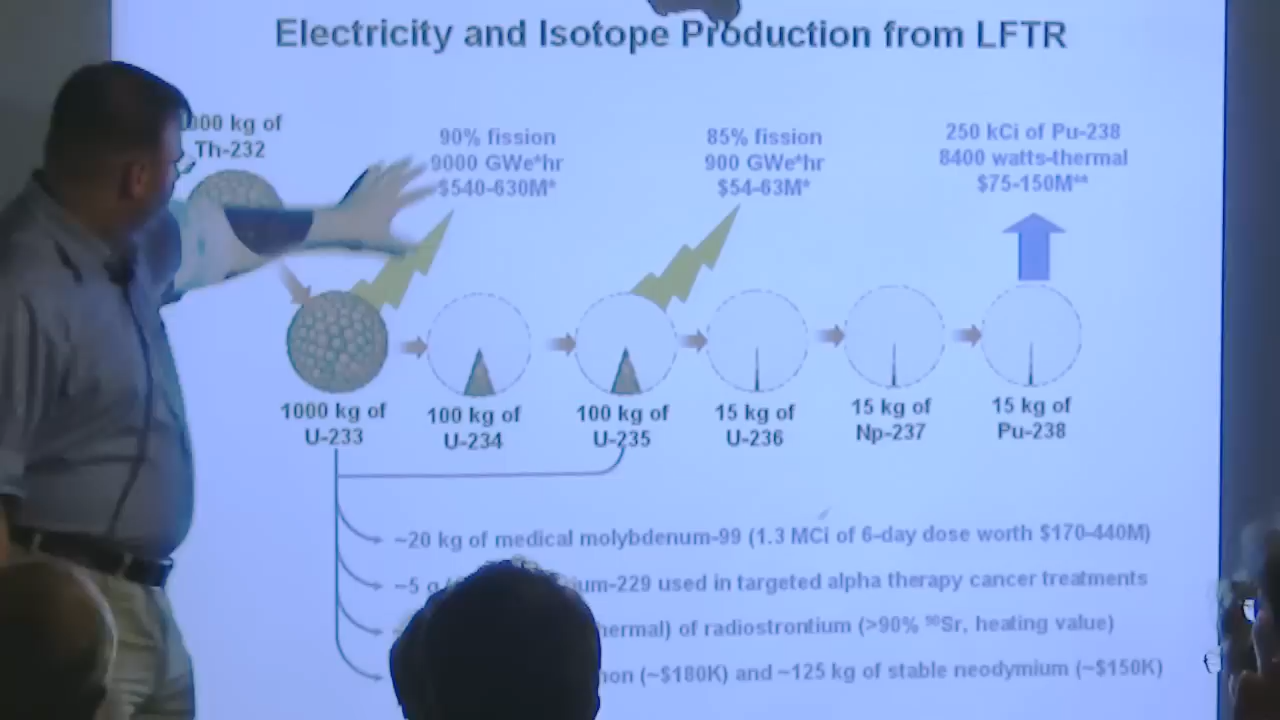 Electricity and Isotope Production from LFTR
kg of
Th-232
90% fission
9000 GWe*hr
$540-630M*
85% fission
900 GWe*hr
$54-63M*
250 kCi of Pu-238
8400 watts-thermal
$75-150M**
1000 kg of
U-233
100 kg of
U-234
100 kg of
U-235
15 kg of
U-236
15 kg of
Np-237
15 kg of
Pu-238
~20 kg of medical molybdenum-99 (1.3 MCi of 6-day dose worth $170-440M)
~5 used in targeted alpha therapy cancer treatments
of radiostrontium (>90% ⁹⁰Sr, heating value)
(~$180K) and ~125 kg of stable neodymium (~$150K)